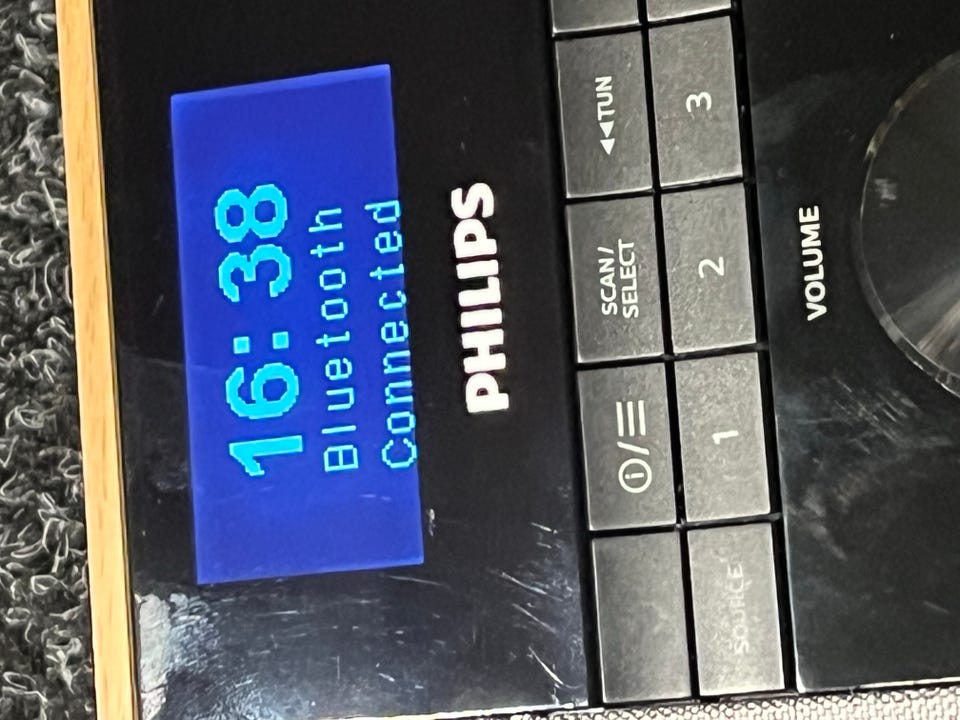 16:38
Bluetooth
Connected
PHILIPS
ⓘ/☰
SCAN/
SELECT
◀◀TUN
SOURCE
1
2
3
VOLUME